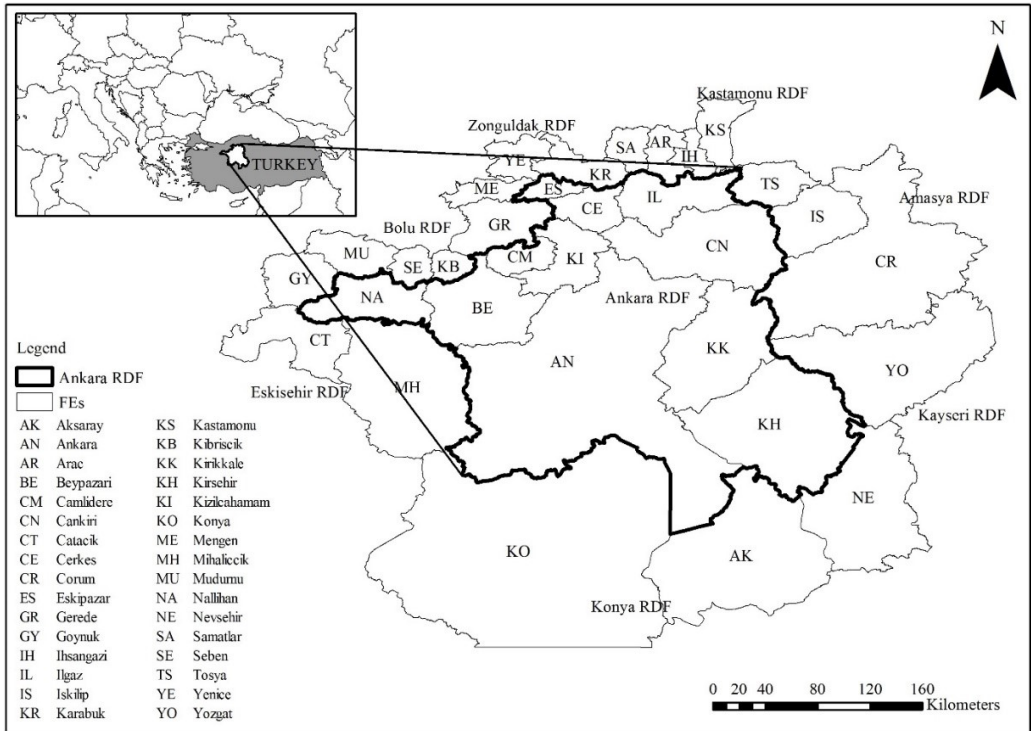 N
TURKEY
Kastamonu RDF
Zonguldak RDF
KS
SA
AR
IH
YE
KR
ME
ES
TS
CE
IL
IS
Amasya RDF
Bolu RDF
GR
CN
CR
MU
SE
KB
CM
KI
GY
NA
BE
Ankara RDF
CT
KK
AN
YO
Eskisehir RDF
MH
KH
Kayseri RDF
NE
KO
AK
Konya RDF
Legend
Ankara RDF
FEs
AK Aksaray KS Kastamonu
AN Ankara KB Kibriscik
AR Arac KK Kirikkale
BE Beypazari KH Kirsehir
CM Camlidere KI Kizilcahamam
CN Cankiri KO Konya
CT Catacik ME Mengen
CE Cerkes MH Mihaliccik
CR Corum MU Mudurnu
ES Eskipazar NA Nallihan
GR Gerede NE Nevsehir
GY Goynuk SA Samatlar
IH Ihsangazi SE Seben
IL Ilgaz TS Tosya
IS Iskilip YE Yenice
KR Karabuk YO Yozgat
0 20 40 80 120 160
Kilometers